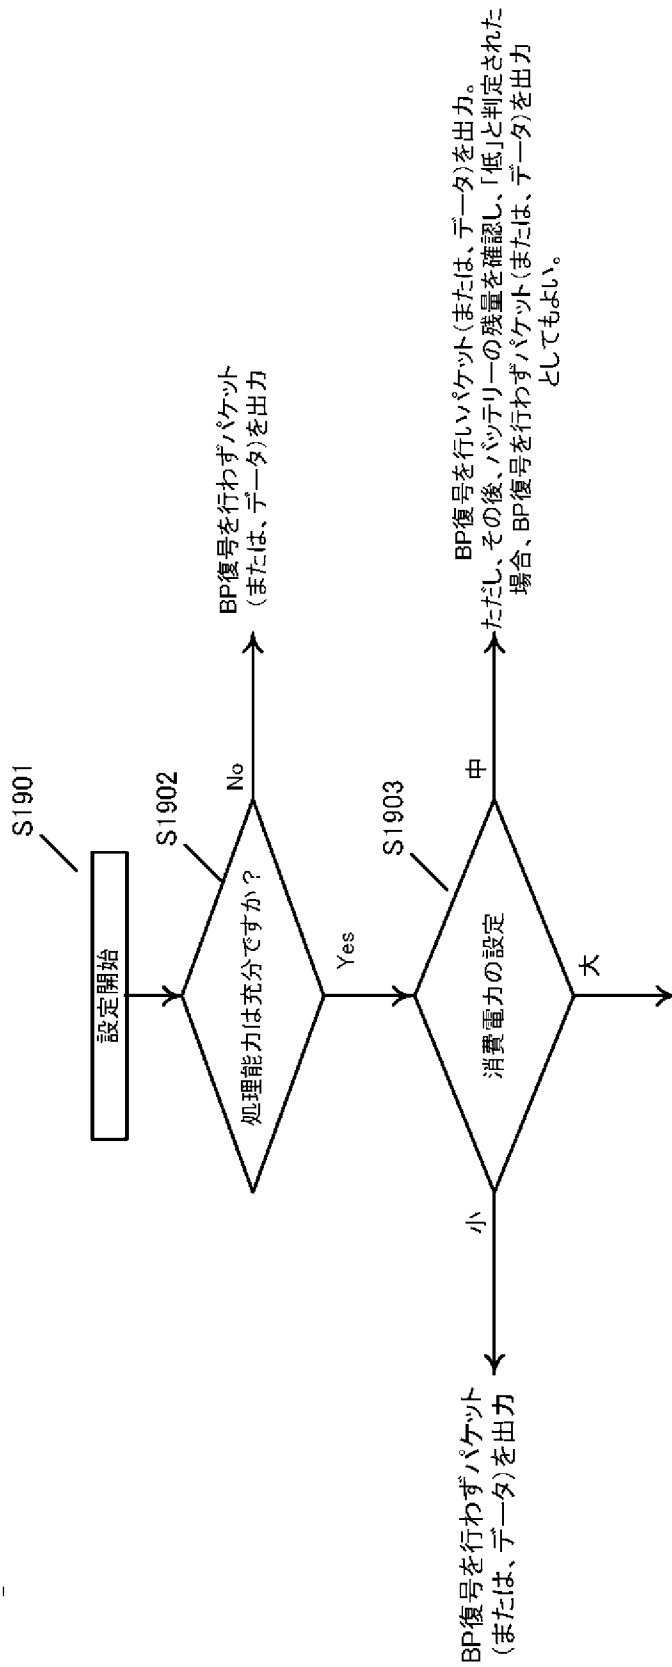 S1901
設定開始
S1902
処理能力は充分ですか？
No
BP復号を行わずパケット
(または、データ)を出力
Yes
S1903
消費電力の設定
小
BP復号を行わずパケット
(または、データ)を出力
中
BP復号を行いパケット(または、データ)を出力。
ただし、その後、バッテリーの残量を確認し、「低」と判定された
場合、BP復号を行わずパケット(または、データ)を出力
としてもよい。
大